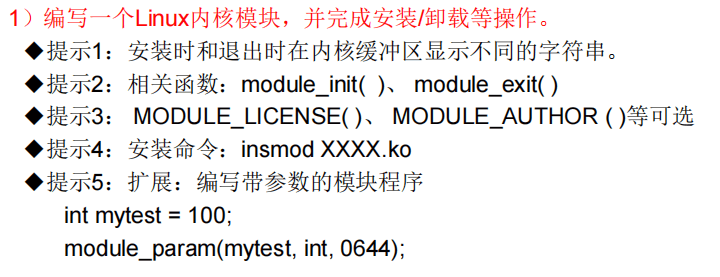 1）编写一个Linux内核模块，并完成安装/卸载等操作。
◆提示1：安装时和退出时在内核缓冲区显示不同的字符串。
◆提示2：相关函数：module_init( )、 module_exit( )
◆提示3： MODULE_LICENSE( )、 MODULE_AUTHOR ( )等可选
◆提示4：安装命令：insmod XXXX.ko
◆提示5：扩展：编写带参数的模块程序
int mytest = 100;
module_param(mytest, int, 0644);